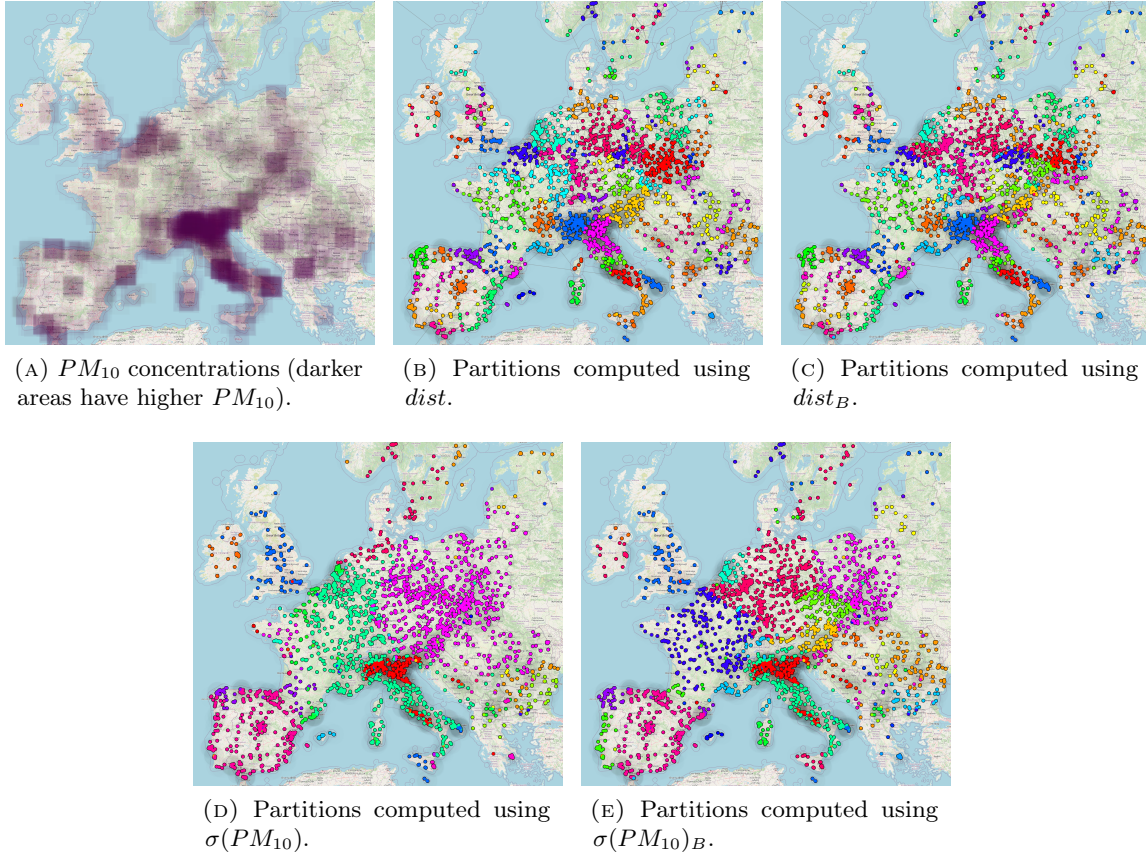 (A) PM10 concentrations (darker
areas have higher PM10).
(B) Partitions computed using
dist.
(C) Partitions computed using
distB.
(D) Partitions computed using
σ(PM10).
(E) Partitions computed using
σ(PM10)B.